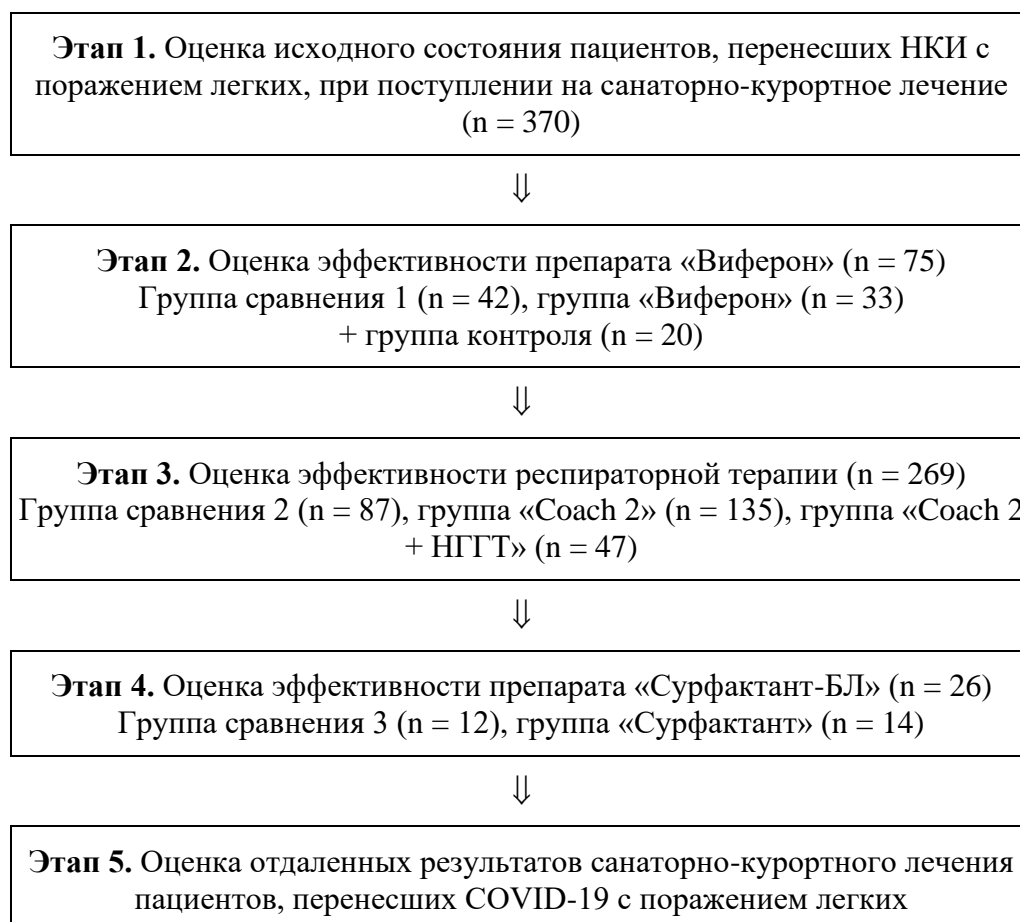 Этап 1. Оценка исходного состояния пациентов, перенесших НКИ с
поражением легких, при поступлении на санаторно-курортное лечение
(n = 370)
⇓
Этап 2. Оценка эффективности препарата «Виферон» (n = 75)
Группа сравнения 1 (n = 42), группа «Виферон» (n = 33)
+ группа контроля (n = 20)
⇓
Этап 3. Оценка эффективности респираторной терапии (n = 269)
Группа сравнения 2 (n = 87), группа «Coach 2» (n = 135), группа «Coach 2
+ НГГТ» (n = 47)
⇓
Этап 4. Оценка эффективности препарата «Сурфактант-БЛ» (n = 26)
Группа сравнения 3 (n = 12), группа «Сурфактант» (n = 14)
⇓
Этап 5. Оценка отдаленных результатов санаторно-курортного лечения
пациентов, перенесших COVID-19 с поражением легких